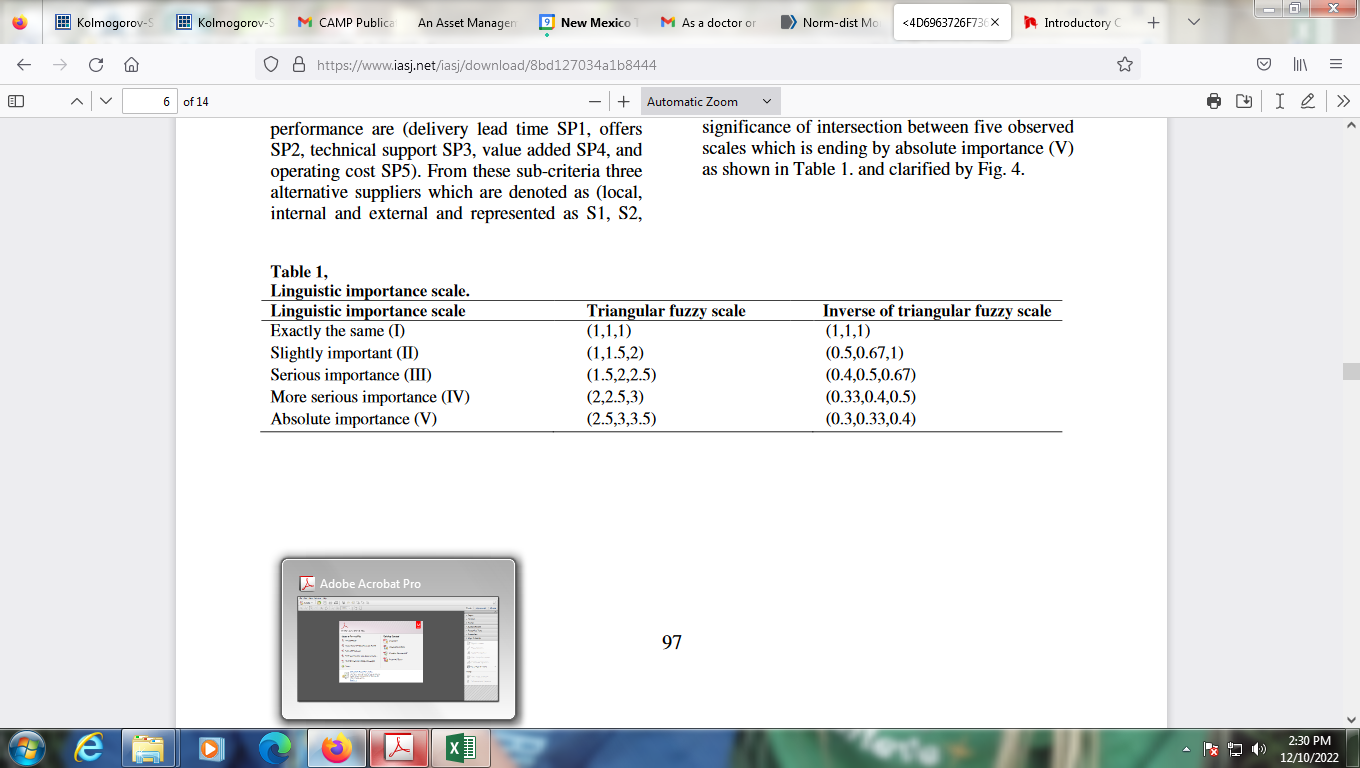 Kolmogorov-S
Kolmogorov-S
CAMP Publica
An Asset Managem
9
New Mexico T
As a doctor or
Norm-dist Mo
<4D6963726F736
Introductory C
https://www.iasj.net/iasj/download/8bd127034a1b8444
6 of 14
Automatic Zoom
performance are (delivery lead time SP1, offers
SP2, technical support SP3, value added SP4, and
operating cost SP5). From these sub-criteria three
alternative suppliers which are denoted as (local,
internal and external and represented as S1, S2,
significance of intersection between five observed
scales which is ending by absolute importance (V)
as shown in Table 1. and clarified by Fig. 4.
Table 1,
Linguistic importance scale.
Linguistic importance scale Triangular fuzzy scale Inverse of triangular fuzzy scale
Exactly the same (I) (1,1,1) (1,1,1)
Slightly important (II) (1,1.5,2) (0.5,0.67,1)
Serious importance (III) (1.5,2,2.5) (0.4,0.5,0.67)
More serious importance (IV) (2,2.5,3) (0.33,0.4,0.5)
Absolute importance (V) (2.5,3,3.5) (0.3,0.33,0.4)
Adobe Acrobat Pro
97
2:30 PM
12/10/2022